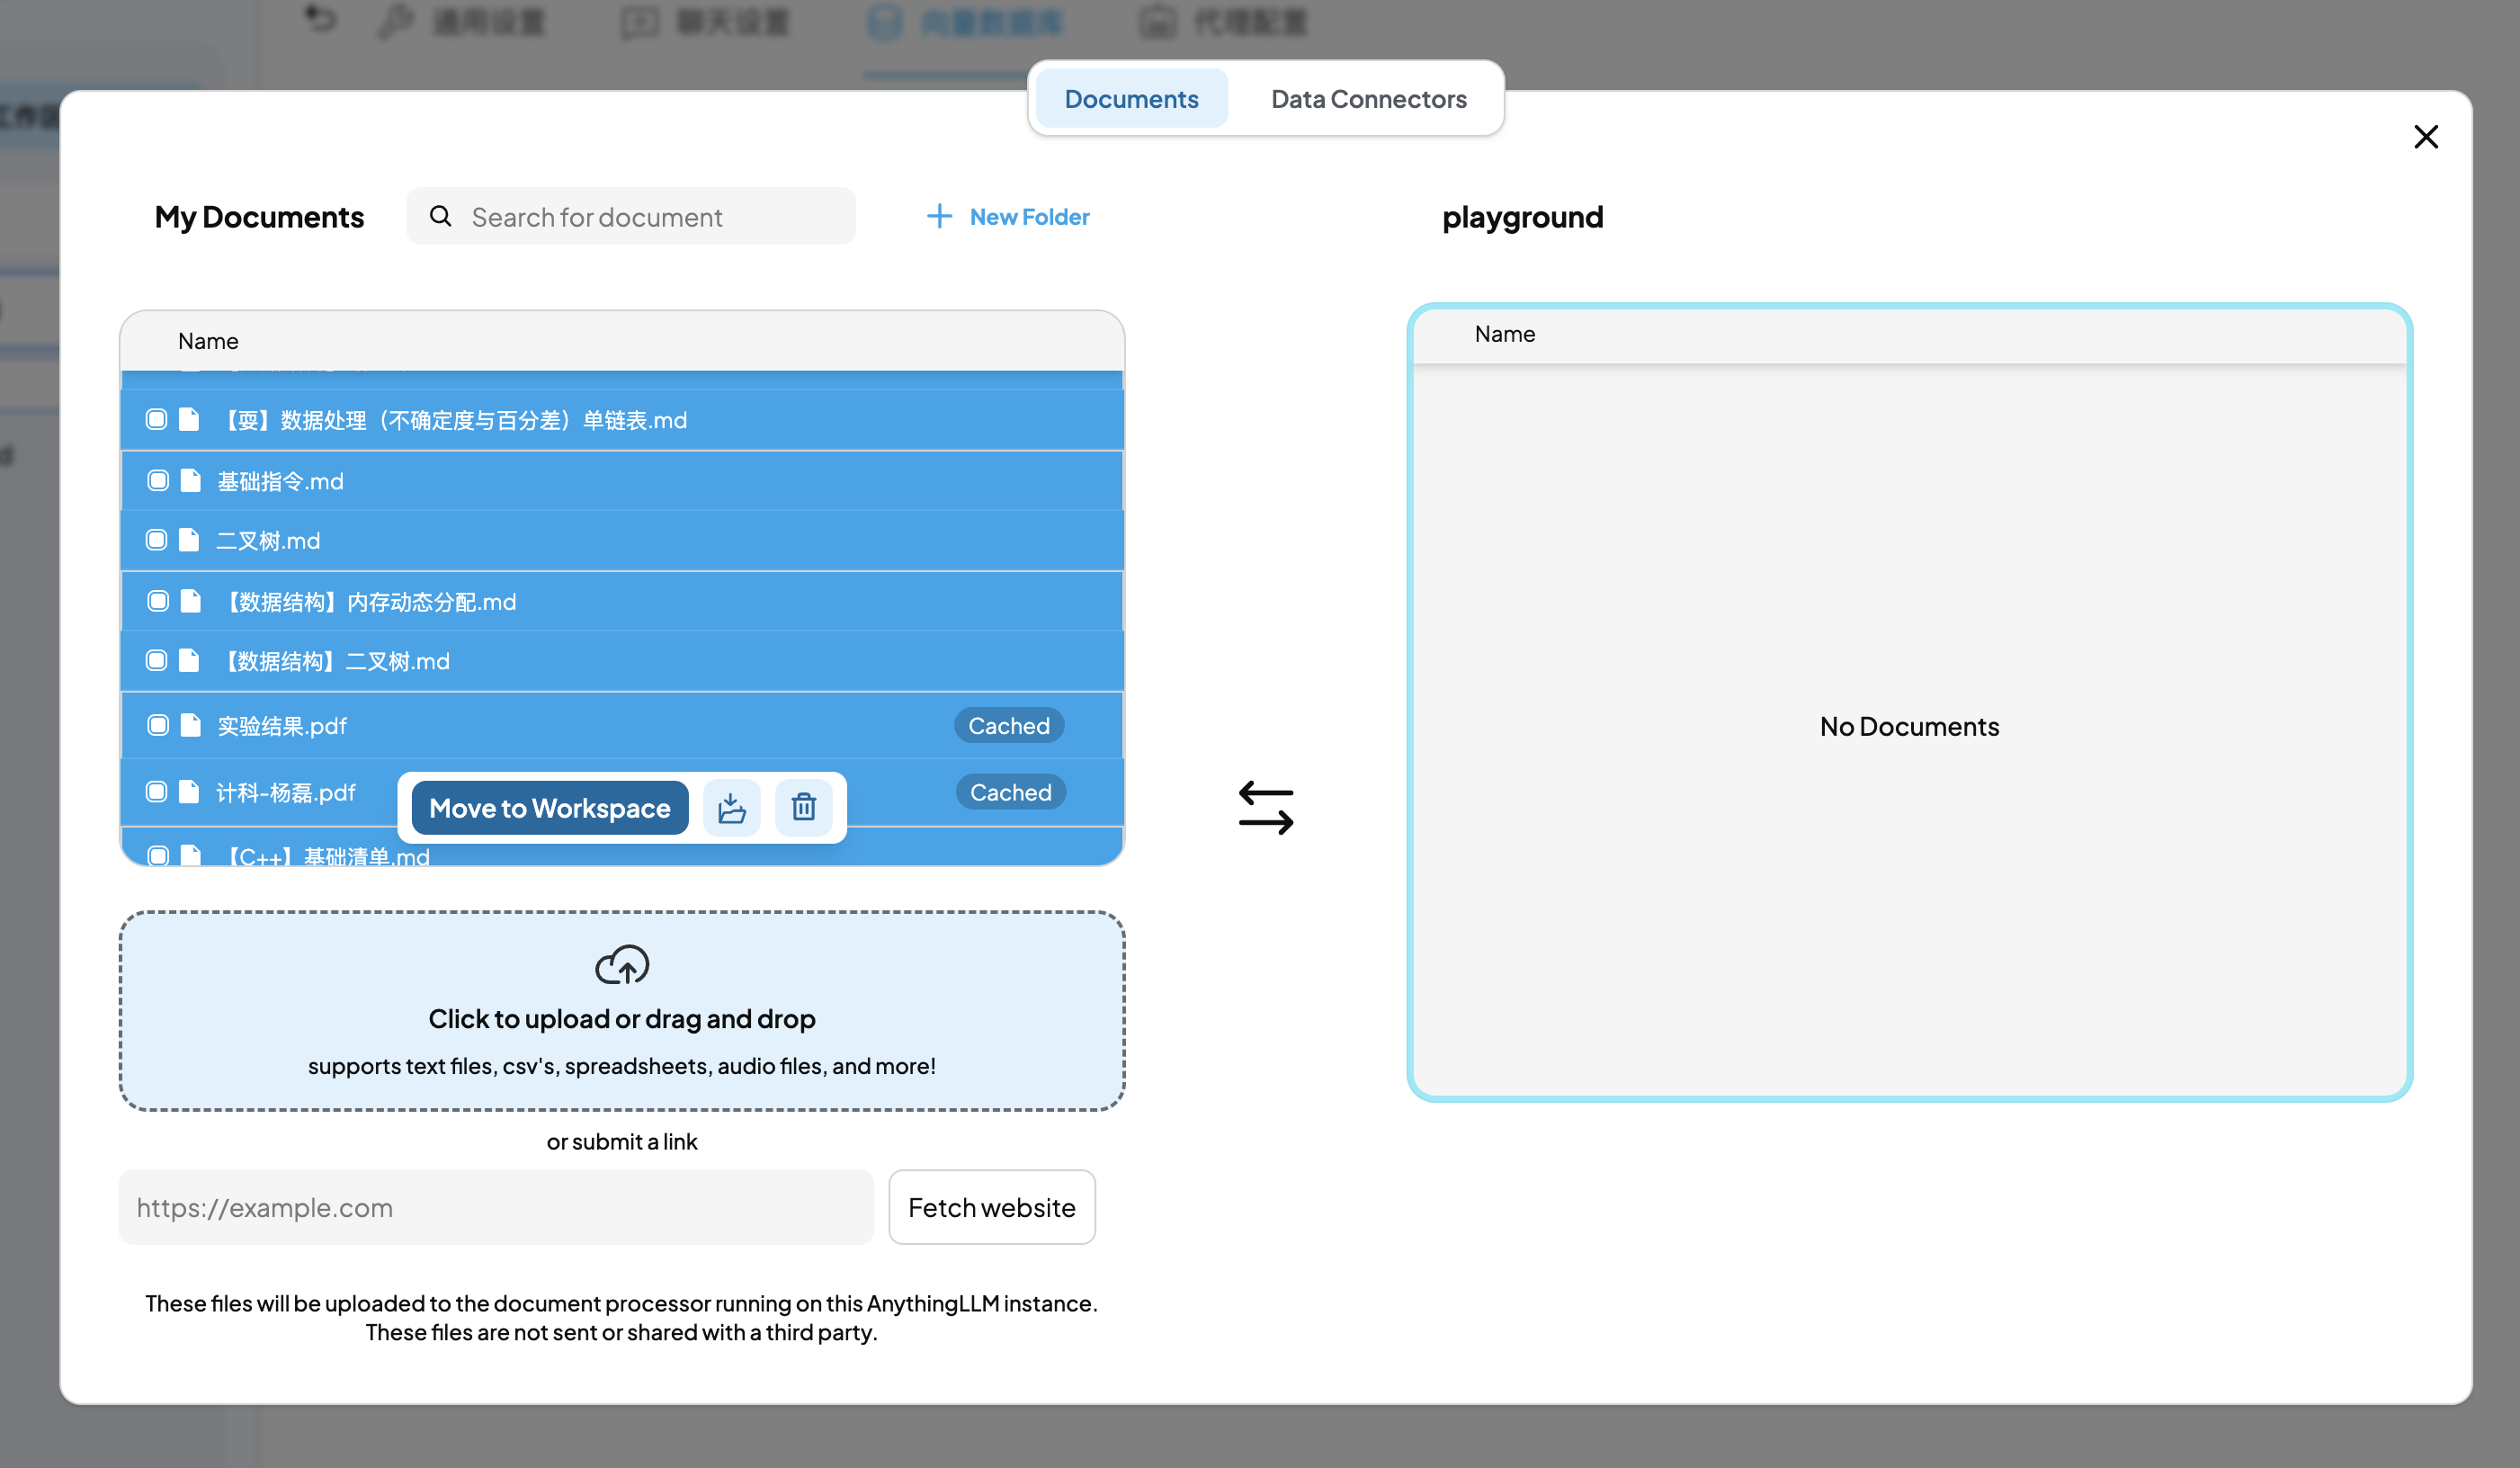 通用设置
聊天设置
向量数据库
代理配置
Documents
Data Connectors
工作区
My Documents
Search for document
New Folder
playground
Name
【耍】数据处理（不确定度与百分差）单链表.md
基础指令.md
二叉树.md
【数据结构】内存动态分配.md
【数据结构】二叉树.md
实验结果.pdf
Cached
计科-杨磊.pdf
Cached
Move to Workspace
【C++】基础清单.md
Name
No Documents
Click to upload or drag and drop
supports text files, csv's, spreadsheets, audio files, and more!
or submit a link
https://example.com
Fetch website
These files will be uploaded to the document processor running on this AnythingLLM instance.
These files are not sent or shared with a third party.